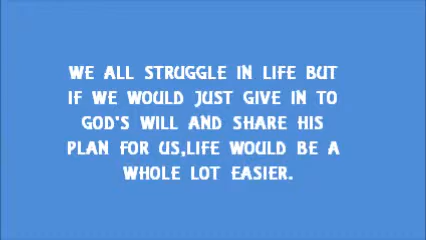 WE ALL STRUGGLE IN LIFE BUT
IF WE WOULD JUST GIVE IN TO
GOD'S WILL AND SHARE HIS
PLAN FOR US,LIFE WOULD BE A
WHOLE LOT EASIER.